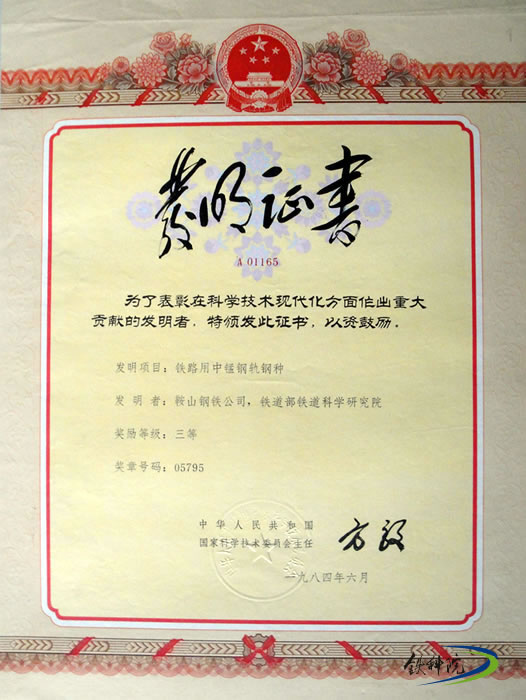 發明证書
A 01165
为了表彰在科学技术现代化方面作出重大
贡献的发明者，特颁发此证书，以资鼓励。
发明项目：铁路用中锰钢轨钢种
发 明 者：鞍山钢铁公司，铁道部铁道科学研究院
奖励等级：三等
奖章号码：05795
中华人民共和国
国家科学技术委员会主任
方毅
一九八四年六月
铁科院